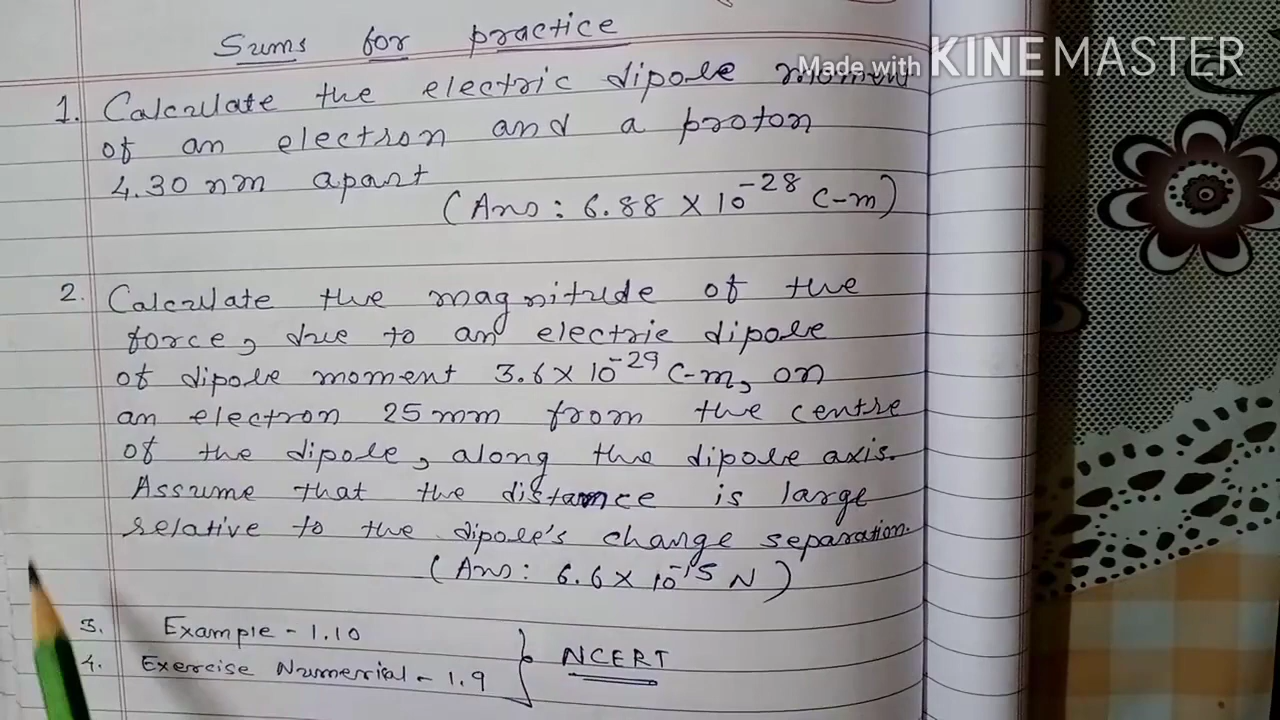 Sums for practice
Made with KINEMASTER
1. Calculate the electric dipole moment
of an electron and a proton
4.30 nm apart
(Ans: 6.88 × 10⁻²⁸ C-m)
2. Calculate the magnitude of the
force, due to an electric dipole
of dipole moment 3.6 × 10⁻²⁹ C-m, on
an electron 25 mm from the centre
of the dipole, along the dipole axis.
Assume that the distance is large
relative to the dipole's charge separation.
(Ans: 6.6 × 10⁻¹⁵ N)
3. Example - 1.10
4. Exercise Numerical - 1.9
} NCERT